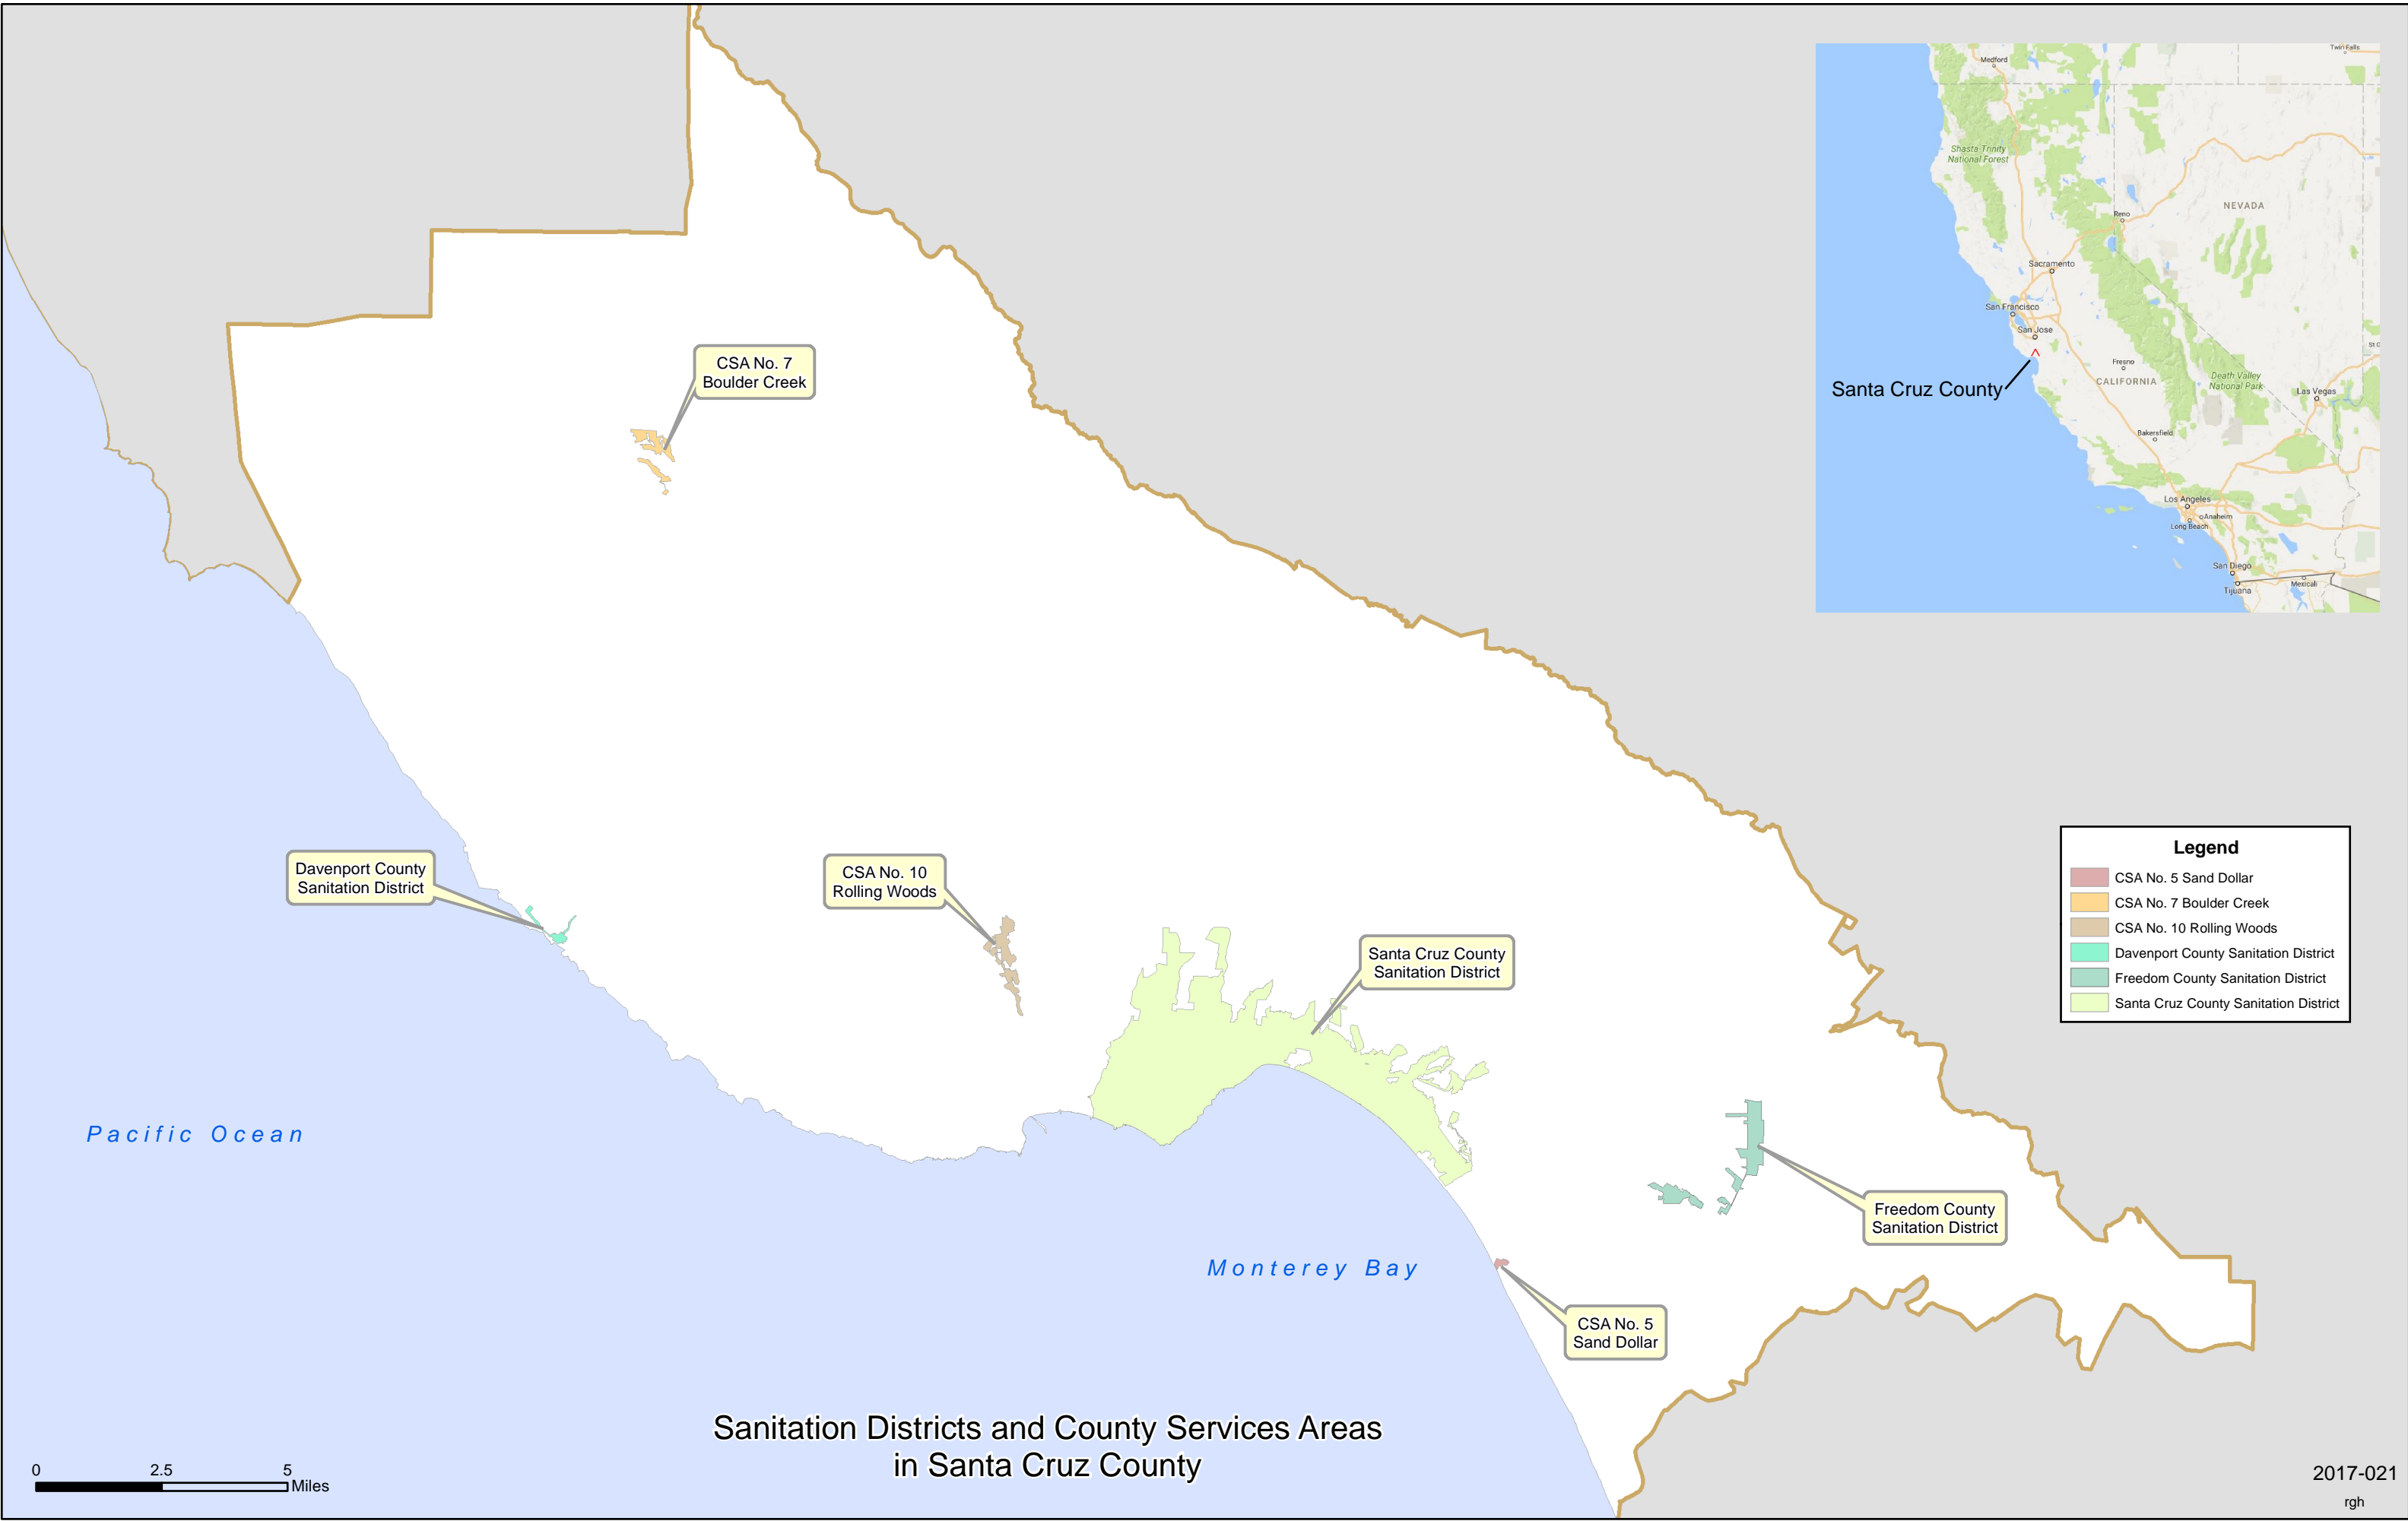 Twin Falls
Medford
Shasta-Trinity
National Forest
NEVADA
Reno
Sacramento
San Francisco
San Jose
Santa Cruz County
Fresno
CALIFORNIA
Death Valley
National Park
Las Vegas
St G
Bakersfield
Los Angeles
Anaheim
Long Beach
San Diego
Mexicali
Tijuana
CSA No. 7
Boulder Creek
Davenport County
Sanitation District
CSA No. 10
Rolling Woods
Santa Cruz County
Sanitation District
Legend
CSA No. 5 Sand Dollar
CSA No. 7 Boulder Creek
CSA No. 10 Rolling Woods
Davenport County Sanitation District
Freedom County Sanitation District
Santa Cruz County Sanitation District
Pacific Ocean
Freedom County
Sanitation District
Monterey Bay
CSA No. 5
Sand Dollar
Sanitation Districts and County Services Areas
in Santa Cruz County
0 2.5 5
Miles
2017-021
rgh